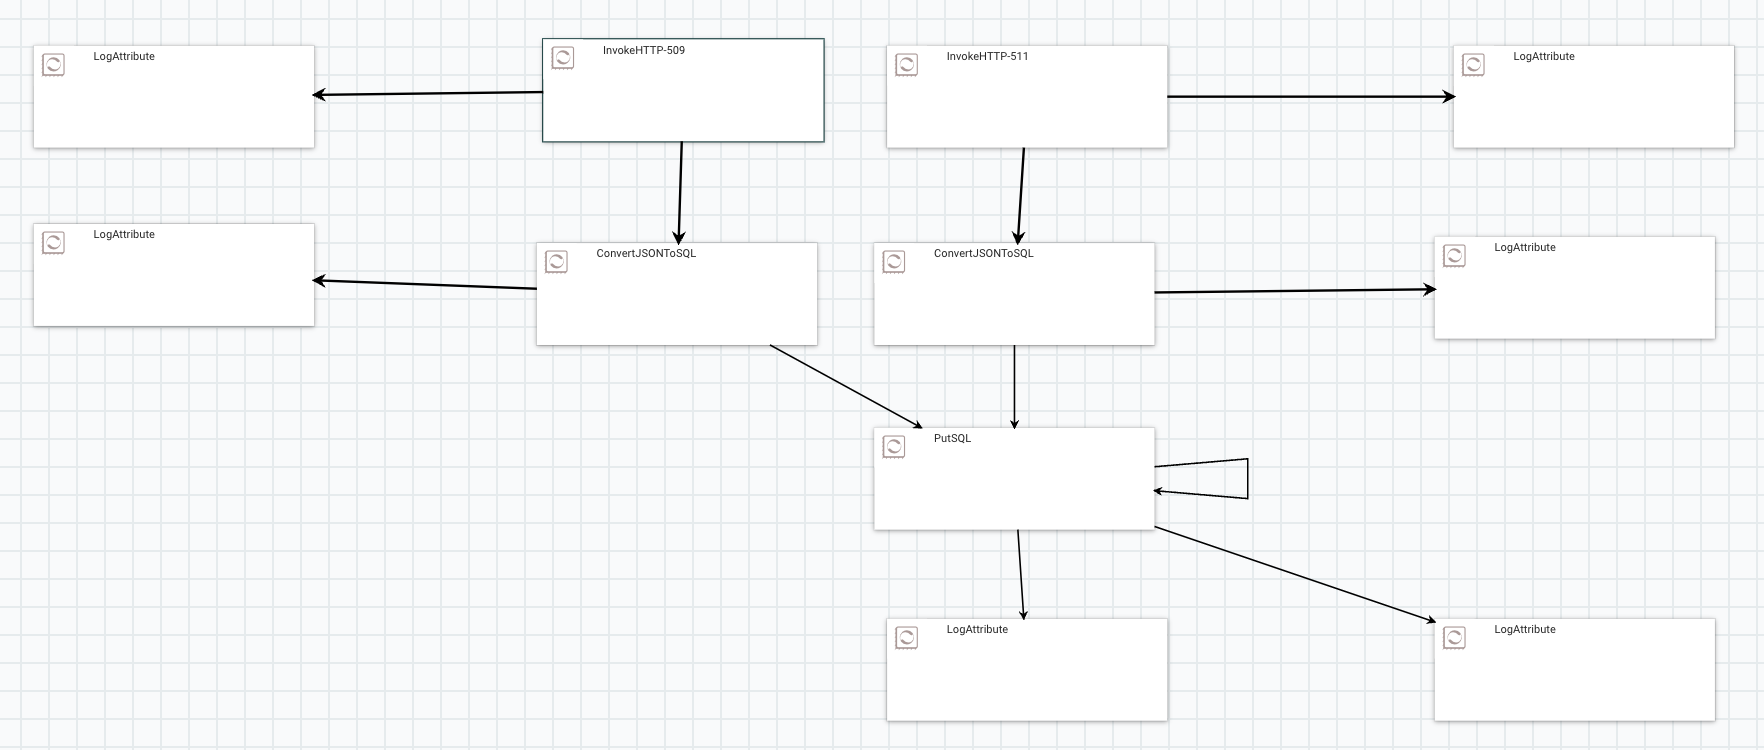 LogAttribute
InvokeHTTP-509
InvokeHTTP-511
LogAttribute
LogAttribute
ConvertJSONToSQL
ConvertJSONToSQL
LogAttribute
PutSQL
LogAttribute
LogAttribute